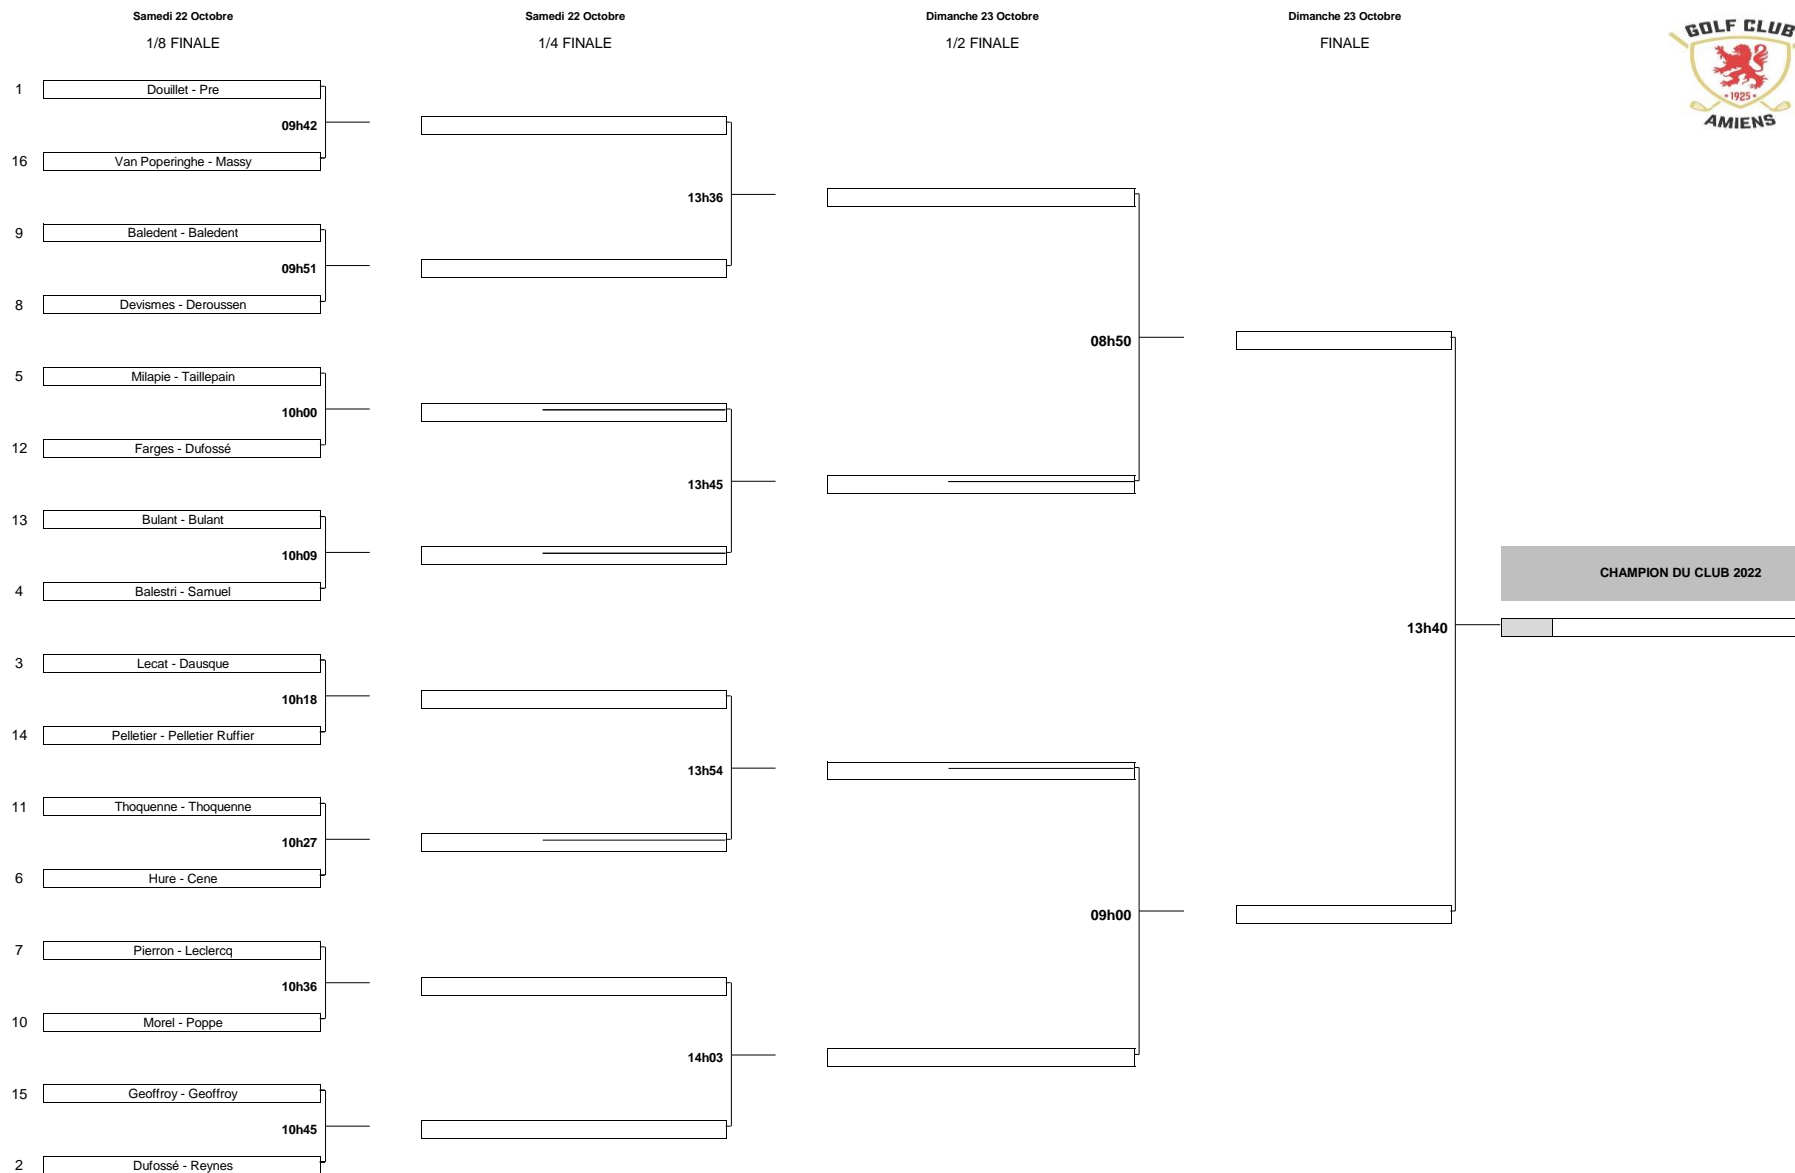 Samedi 22 Octobre
1/8 FINALE
Samedi 22 Octobre
1/4 FINALE
Dimanche 23 Octobre
1/2 FINALE
Dimanche 23 Octobre
FINALE
GOLF CLUB
• 1925 •
AMIENS
1 Douillet - Pre
09h42
16 Van Poperinghe - Massy
13h36
9 Baledent - Baledent
09h51
8 Devismes - Deroussen
08h50
5 Milapie - Taillepain
10h00
12 Farges - Dufossé
13h45
13 Bulant - Bulant
10h09
4 Balestri - Samuel
CHAMPION DU CLUB 2022
13h40
3 Lecat - Dausque
10h18
14 Pelletier - Pelletier Ruffier
13h54
11 Thoquenne - Thoquenne
10h27
6 Hure - Cene
09h00
7 Pierron - Leclercq
10h36
10 Morel - Poppe
14h03
15 Geoffroy - Geoffroy
10h45
2 Dufossé - Reynes